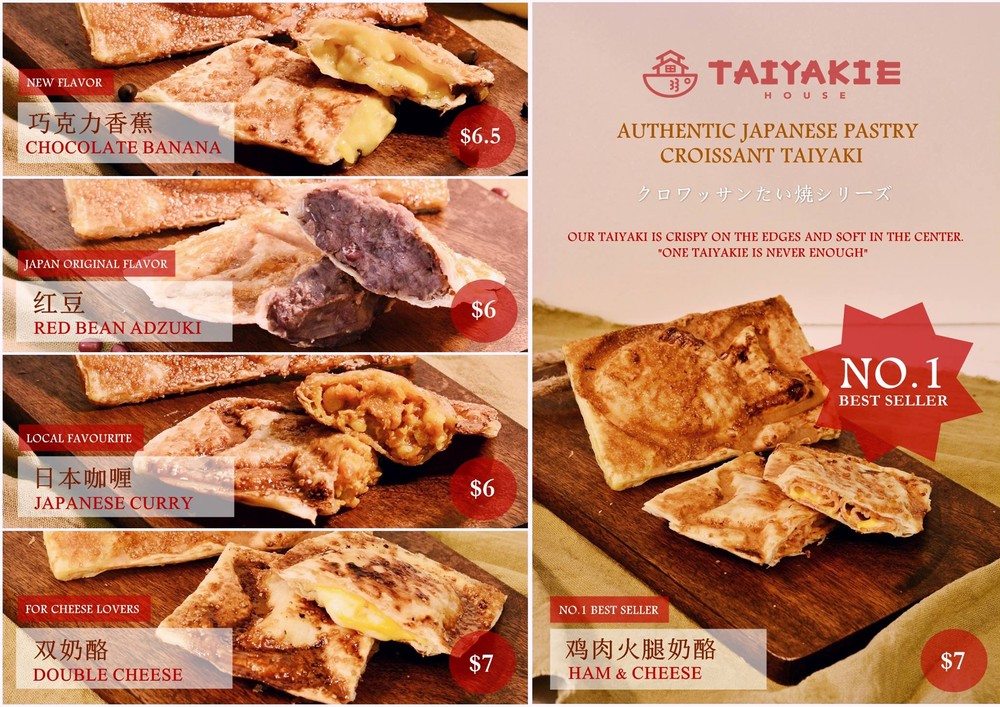 NEW FLAVOR
巧克力香蕉
CHOCOLATE BANANA
$6.5
JAPAN ORIGINAL FLAVOR
红豆
RED BEAN ADZUKI
$6
LOCAL FAVOURITE
日本咖喱
JAPANESE CURRY
$6
FOR CHEESE LOVERS
双奶酪
DOUBLE CHEESE
$7
TAIYAKIE
HOUSE
AUTHENTIC JAPANESE PASTRY
CROISSANT TAIYAKI
クロワッサンたい焼シリーズ
OUR TAIYAKI IS CRISPY ON THE EDGES AND SOFT IN THE CENTER.
"ONE TAIYAKIE IS NEVER ENOUGH"
NO.1
BEST SELLER
NO.1 BEST SELLER
鸡肉火腿奶酪
HAM & CHEESE
$7